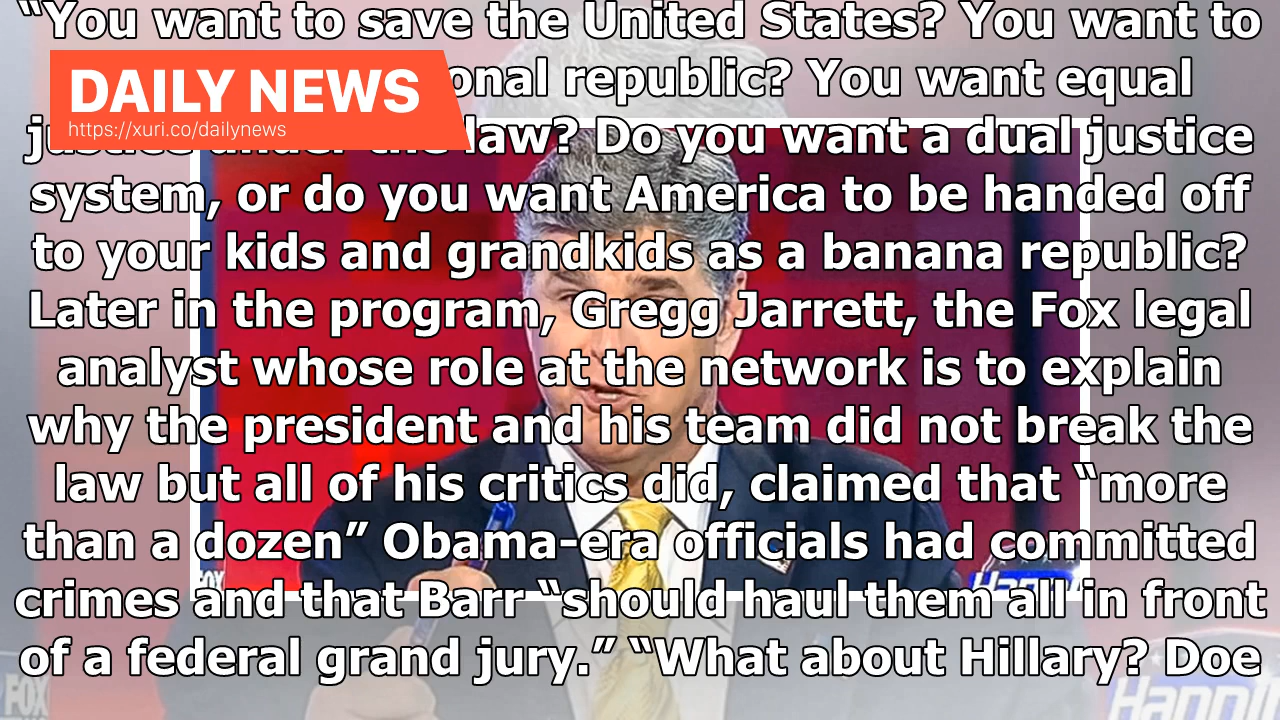 “You want to save the United States? You want to
DAILY NEWS
https://xuri.co/dailynews
republic? You want equal
law? Do you want a dual justice
system, or do you want America to be handed off
to your kids and grandkids as a banana republic?
Later in the program, Gregg Jarrett, the Fox legal
analyst whose role at the network is to explain
why the president and his team did not break the
law but all of his critics did, claimed that “more
than a dozen” Obama-era officials had committed
crimes and that Barr “should haul them all in front
of a federal grand jury.” “What about Hillary? Doe
FOX
FOX